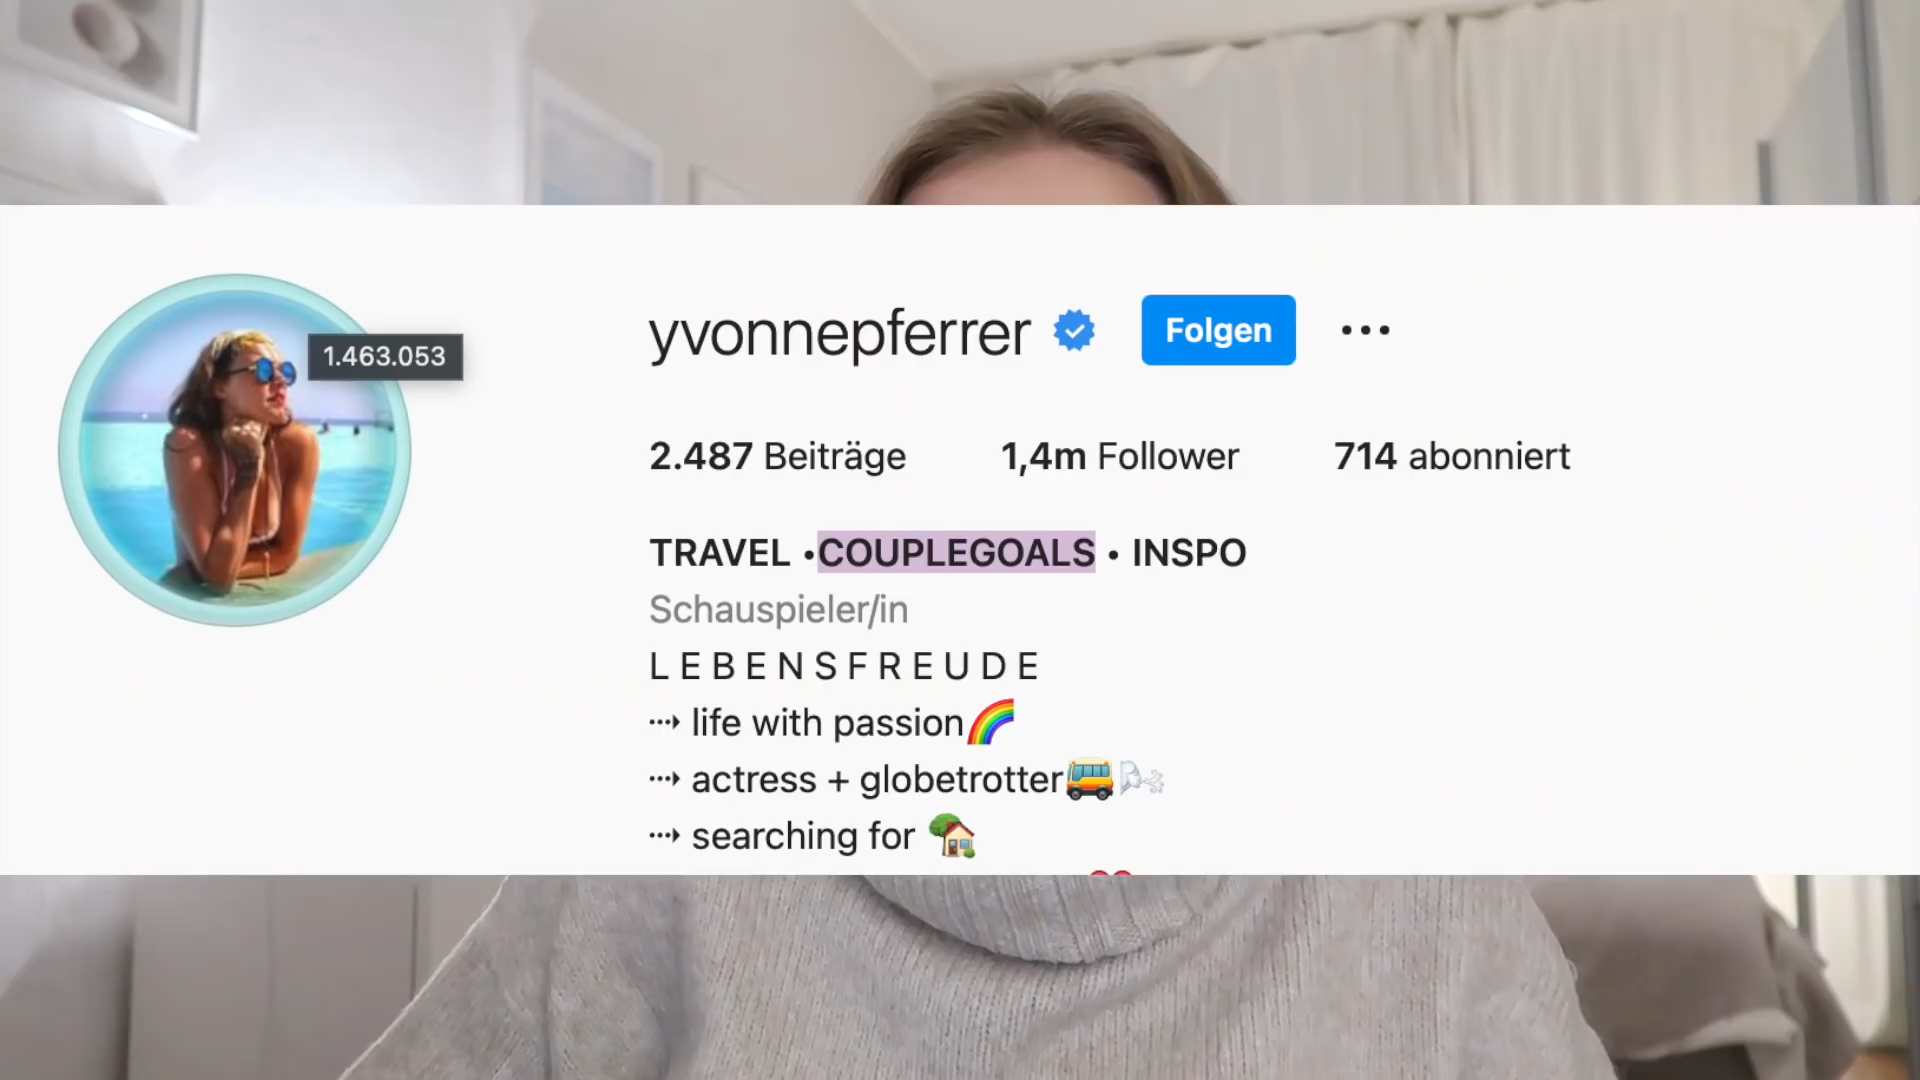 yvonnepferrer Folgen •••
1.463.053
2.487 Beiträge 1,4m Follower 714 abonniert
TRAVEL •COUPLEGOALS • INSPO
Schauspieler/in
L E B E N S F R E U D E
life with passion🌈
actress + globetrotter🚌🌬
searching for 🏡